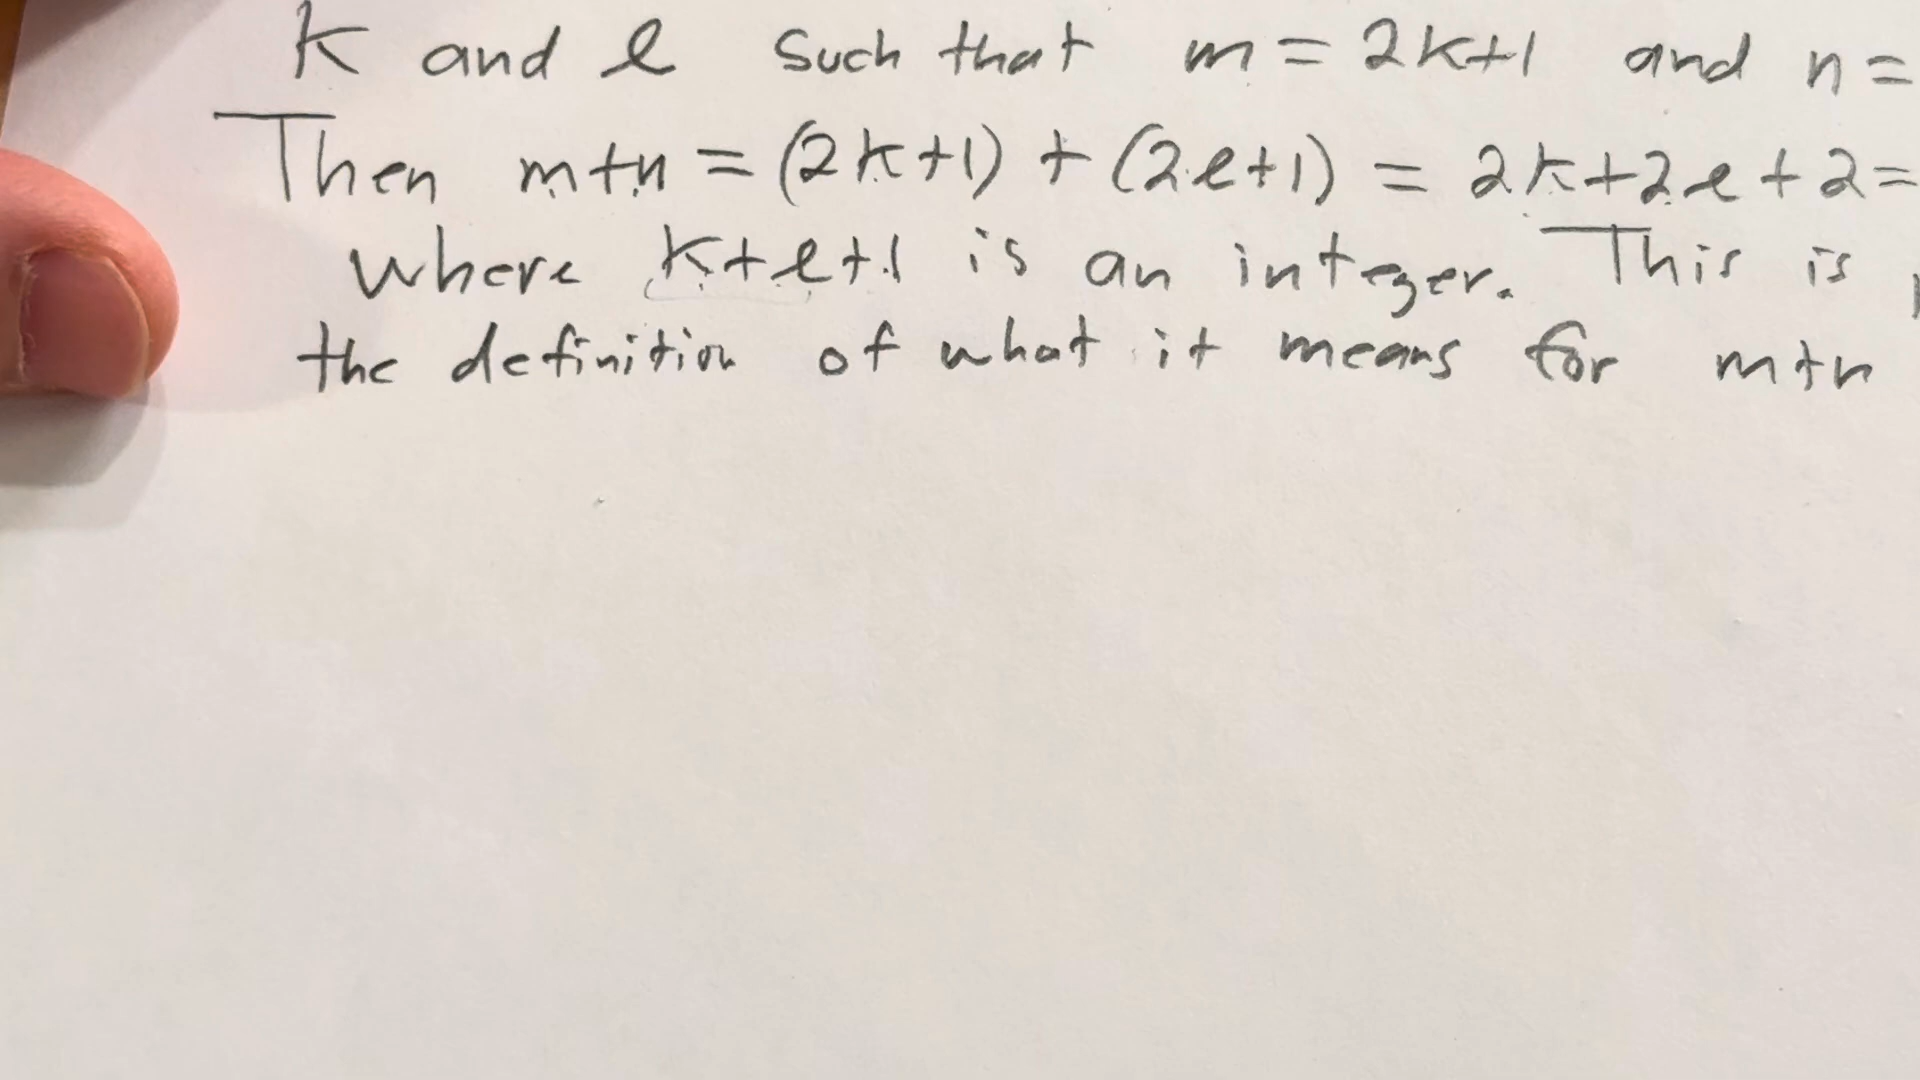 k and l such that m = 2k+1 and n =
Then m+n = (2k+1) + (2l+1) = 2k+2l+2=
where k+l+1 is an integer. This is
the definition of what it means for m+n